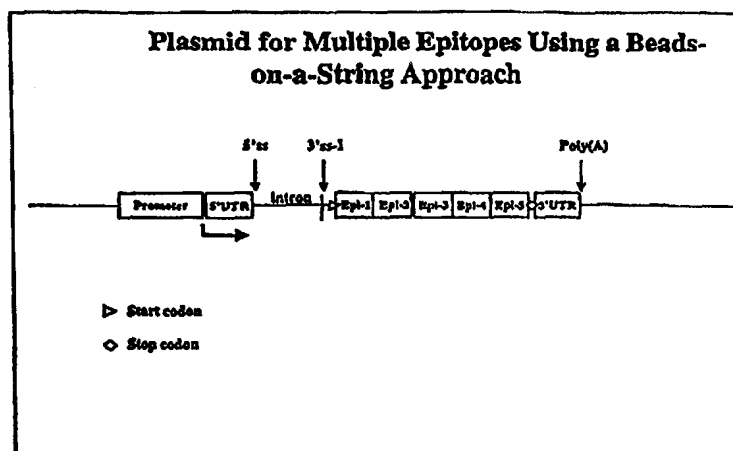 Plasmid for Multiple Epitopes Using a Beads-
on-a-String Approach
5'ss 3'ss-1 Poly(A)
Promoter 5'UTR Intron Epi-1 Epi-2 Epi-3 Epi-4 Epi-5 3'UTR
Start codon
Stop codon